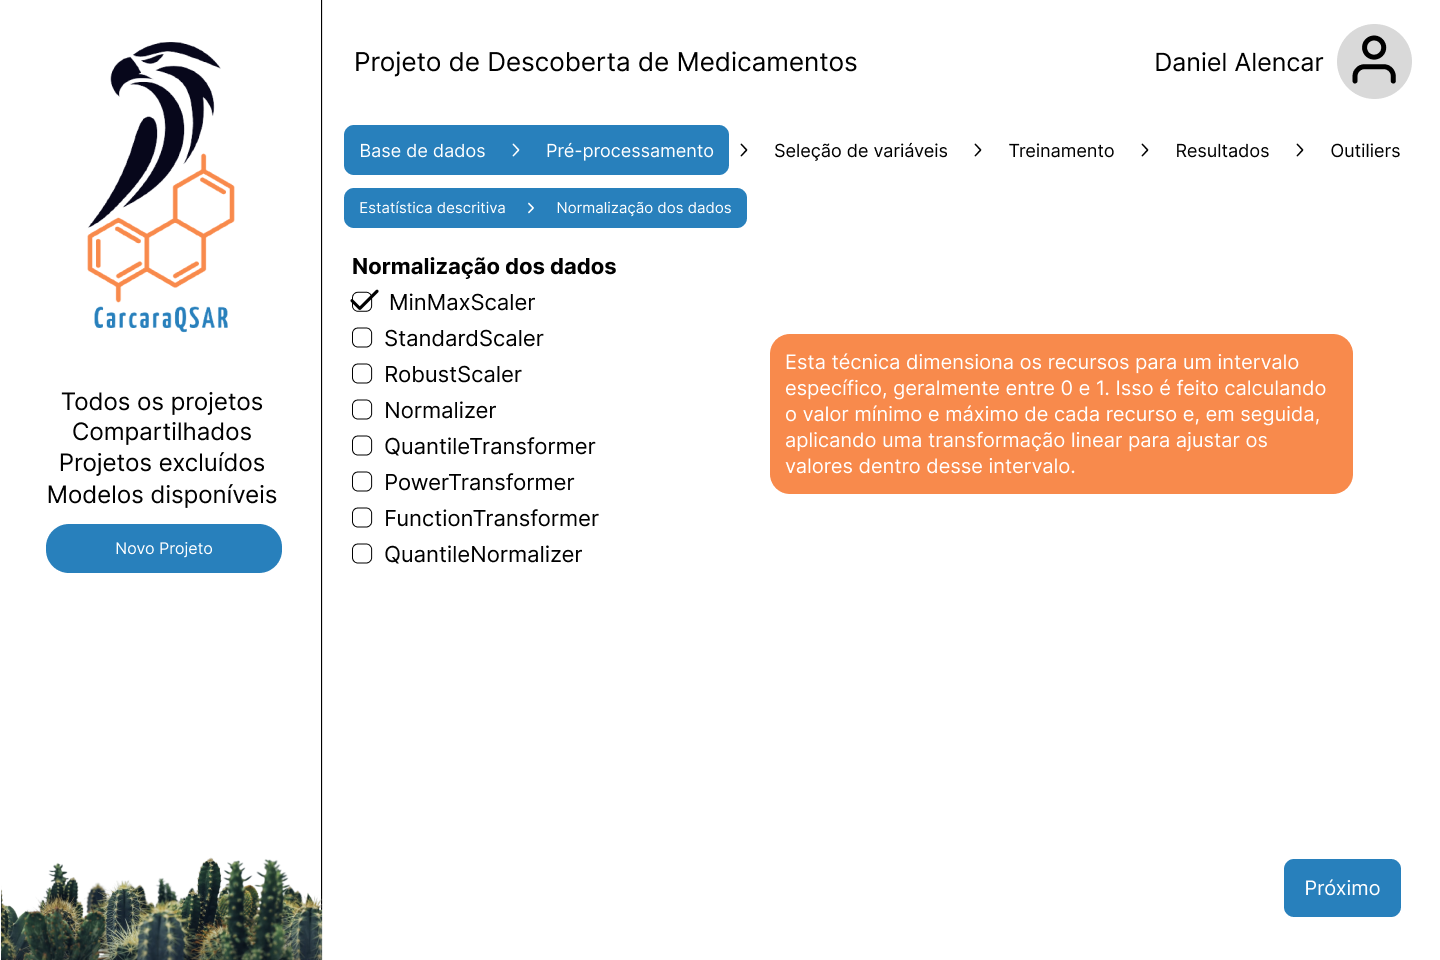 Projeto de Descoberta de Medicamentos
Daniel Alencar
Base de dados
Pré-processamento
Seleção de variáveis
Treinamento
Resultados
Outiliers
Estatística descritiva
Normalização dos dados
CarcaraQSAR
Todos os projetos
Compartilhados
Projetos excluídos
Modelos disponíveis
Novo Projeto
Normalização dos dados
MinMaxScaler
StandardScaler
RobustScaler
Normalizer
QuantileTransformer
PowerTransformer
FunctionTransformer
QuantileNormalizer
Esta técnica dimensiona os recursos para um intervalo
específico, geralmente entre 0 e 1. Isso é feito calculando
o valor mínimo e máximo de cada recurso e, em seguida,
aplicando uma transformação linear para ajustar os
valores dentro desse intervalo.
Próximo